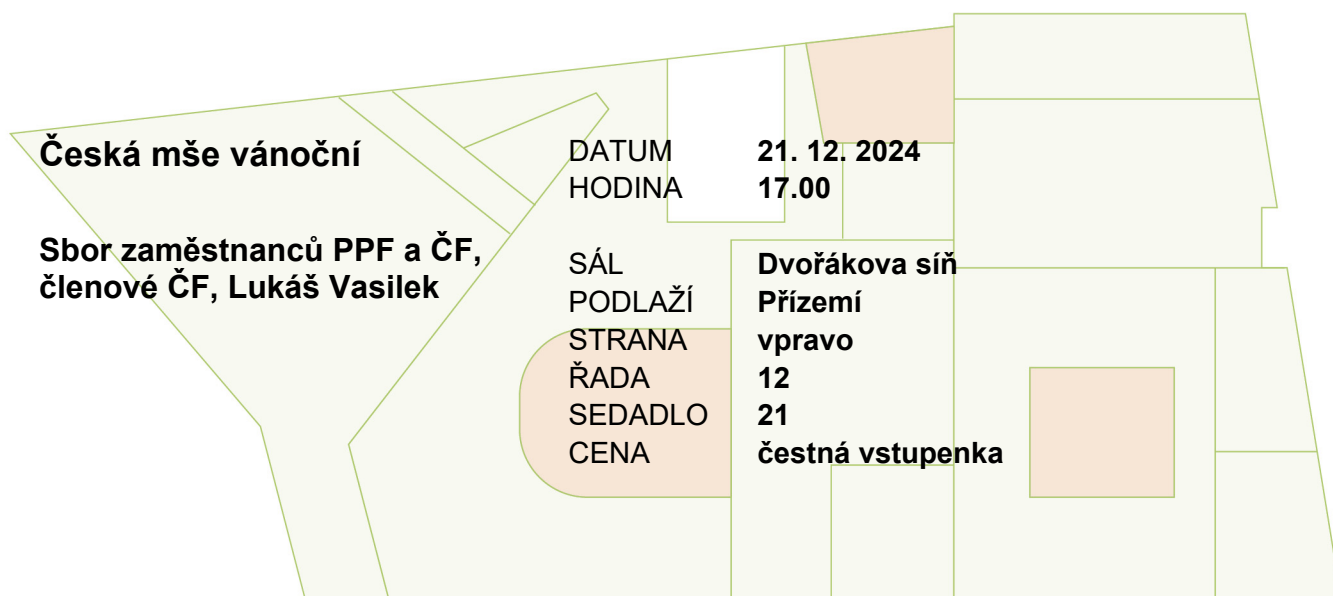 Česká mše vánoční
Sbor zaměstnanců PPF a ČF,
členové ČF, Lukáš Vasilek
DATUM 21. 12. 2024
HODINA 17.00
SÁL Dvořákova síň
PODLAŽÍ Přízemí
STRANA vpravo
ŘADA 12
SEDADLO 21
CENA čestná vstupenka